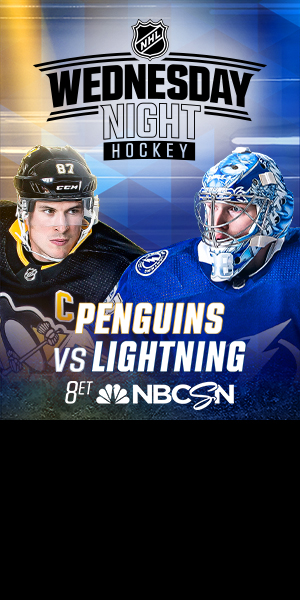 NHL
WEDNESDAY
NIGHT
HOCKEY
87
CCM
C
PENGUINS
VS LIGHTNING
8ET NBCSN